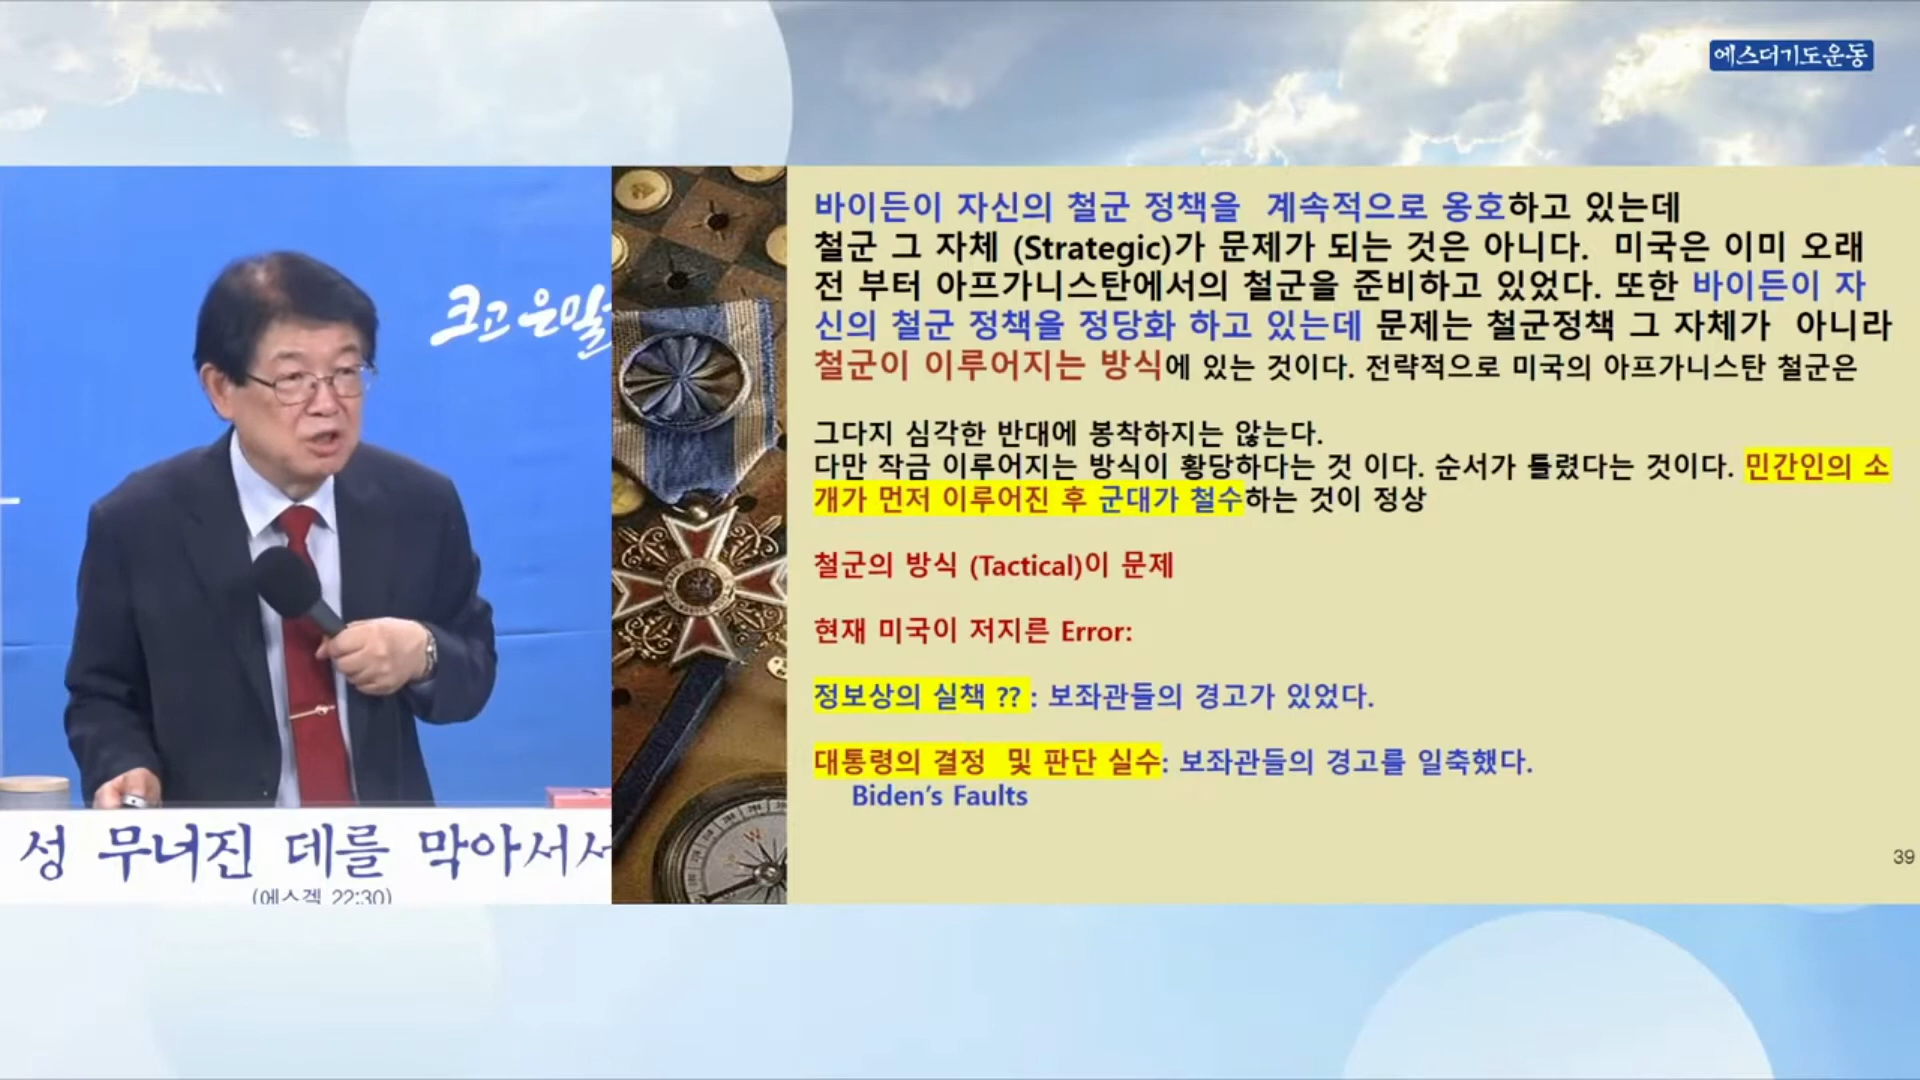 에스더기도운동
크고 은밀
성 무너진 데를 막아서서
(에스겔 22:30)
바이든이 자신의 철군 정책을 계속적으로 옹호하고 있는데
철군 그 자체 (Strategic)가 문제가 되는 것은 아니다. 미국은 이미 오래
전 부터 아프가니스탄에서의 철군을 준비하고 있었다. 또한 바이든이 자
신의 철군 정책을 정당화 하고 있는데 문제는 철군정책 그 자체가 아니라
철군이 이루어지는 방식에 있는 것이다. 전략적으로 미국의 아프가니스탄 철군은
그다지 심각한 반대에 봉착하지는 않는다.
다만 작금 이루어지는 방식이 황당하다는 것 이다. 순서가 틀렸다는 것이다. 민간인의 소
개가 먼저 이루어진 후 군대가 철수하는 것이 정상
철군의 방식 (Tactical)이 문제
현재 미국이 저지른 Error:
정보상의 실책 ?? : 보좌관들의 경고가 있었다.
대통령의 결정 및 판단 실수: 보좌관들의 경고를 일축했다.
Biden’s Faults
39